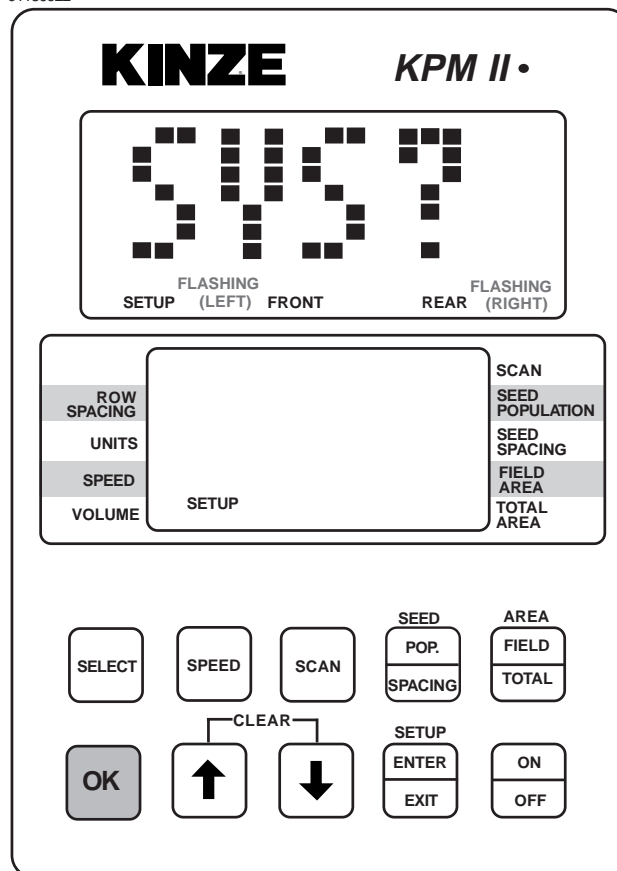 KINZE KPM II •
SYS?
FLASHING FLASHING
SETUP (LEFT) FRONT REAR (RIGHT)
SCAN
ROW SPACING
SEED POPULATION
UNITS
SEED SPACING
SPEED
FIELD AREA
VOLUME
SETUP
TOTAL AREA
SEED AREA
SELECT SPEED SCAN POP. FIELD
SPACING TOTAL
CLEAR SETUP
OK ENTER ON
EXIT OFF